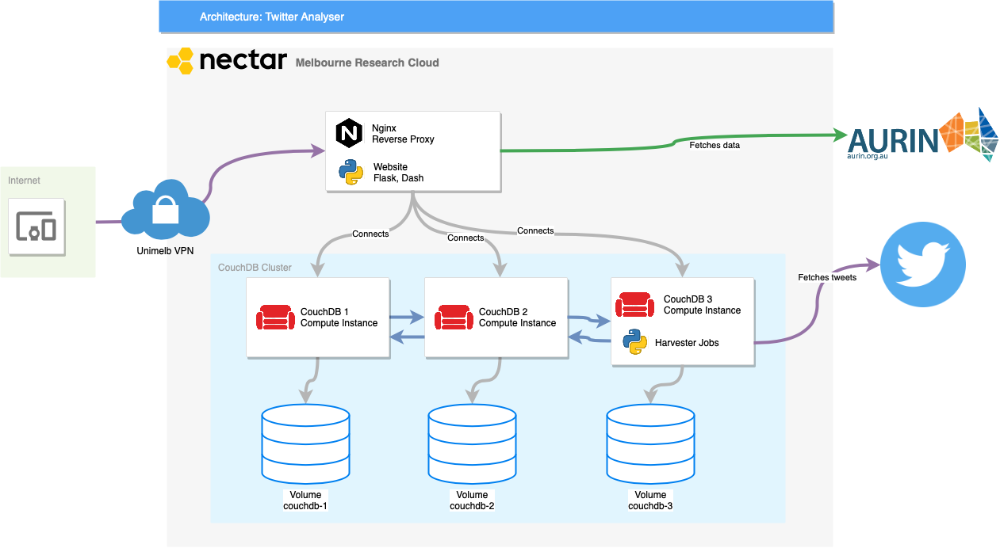 Architecture: Twitter Analyser
nectar
Melbourne Research Cloud
Nginx
Reverse Proxy
Website
Flask, Dash
Fetches data
AURIN
aurin.org.au
Internet
Unimelb VPN
Connects
Connects
Connects
CouchDB Cluster
CouchDB 1
Compute Instance
CouchDB 2
Compute Instance
CouchDB 3
Compute Instance
Harvester Jobs
Fetches tweets
Volume
couchdb-1
Volume
couchdb-2
Volume
couchdb-3